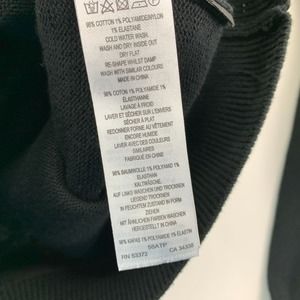 98% COTTON 1% POLYAMIDE/NYLON
1% ELASTANE
COLD WATER WASH.
WASH AND DRY INSIDE OUT
DRY FLAT
RE-SHAPE WHILST DAMP
WASH WITH SIMILAR COLOURS
MADE IN CHINA
98% COTON 1% POLYAMIDE 1%
ELASTHANNE
LAVAGE À FROID
LAVER ET SÉCHER SUR L'ENVERS
SÉCHER À PLAT
REDONNER FORME AU VÊTEMENT
ENCORE HUMIDE
LAVER AVEC DES COULEURS
SIMILAIRES
FABRIQUÉ EN CHINE
98% BAUMWOLLE 1% POLYAMID 1%
ELASTHAN
KALTWÄSCHE,
AUF LINKS WASCHEN UND TROCKNEN
LIEGEND TROCKNEN
IN FEUCHTEM ZUSTAND IN FORM
ZIEHEN
MIT ÄHNLICHEN FARBEN WASCHEN
HERGESTELLT IN CHINA
1% POLYAMIDE 1% ELASTAN
56ATP
RN 53372 CA 34338